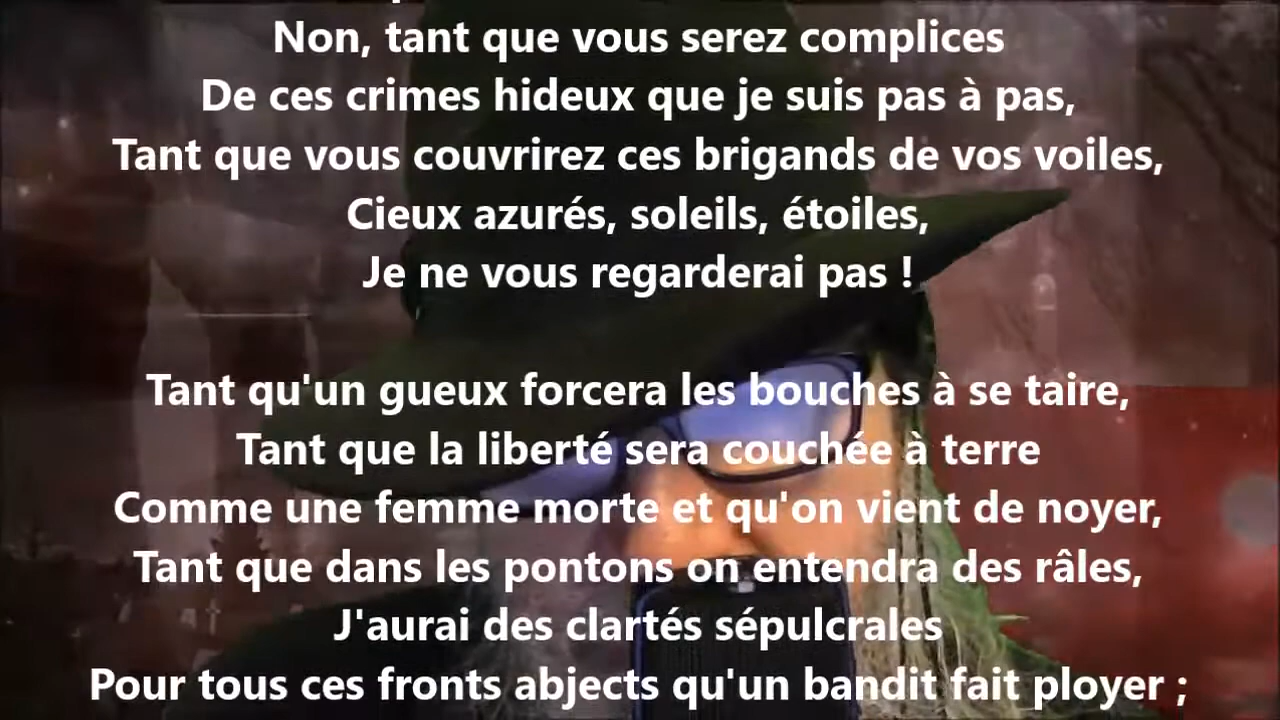 Non, tant que vous serez complices
De ces crimes hideux que je suis pas à pas,
Tant que vous couvrirez ces brigands de vos voiles,
Cieux azurés, soleils, étoiles,
Je ne vous regarderai pas !
Tant qu'un gueux forcera les bouches à se taire,
Tant que la liberté sera couchée à terre
Comme une femme morte et qu'on vient de noyer,
Tant que dans les pontons on entendra des râles,
J'aurai des clartés sépulcrales
Pour tous ces fronts abjects qu'un bandit fait ployer ;